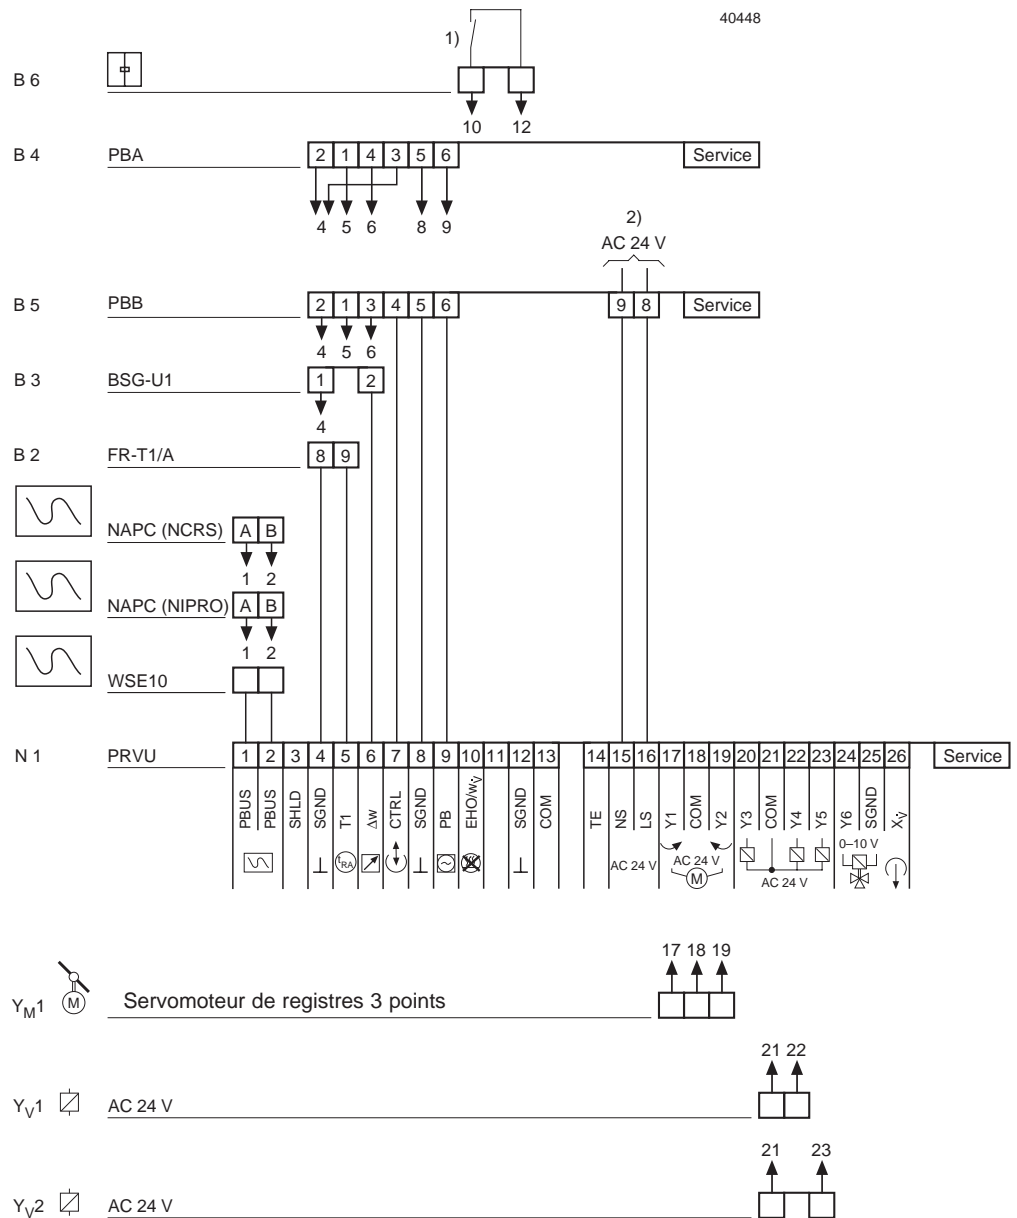 40448
1)
B 6
10 12
B 4 PBA 2 1 4 3 5 6 Service
4 5 6 8 9
2)
AC 24 V
B 5 PBB 2 1 3 4 5 6 9 8 Service
4 5 6
B 3 BSG-U1 1 2
4
B 2 FR-T1/A 8 9
NAPC (NCRS) A B
1 2
NAPC (NIPRO) A B
1 2
WSE10
N 1 PRVU 1 2 3 4 5 6 7 8 9 10 11 12 13 14 15 16 17 18 19 20 21 22 23 24 25 26 Service
PBUS PBUS SHLD SGND T1 Δw CTRL SGND PB EHO/wv̇ SGND COM TE NS LS Y1 COM Y2 Y3 COM Y4 Y5 Y6 SGND Xv̇
tRA AC 24 V AC 24 V M AC 24 V 0–10 V
17 18 19
YM1 M Servomoteur de registres 3 points
21 22
YV1 AC 24 V
21 23
YV2 AC 24 V